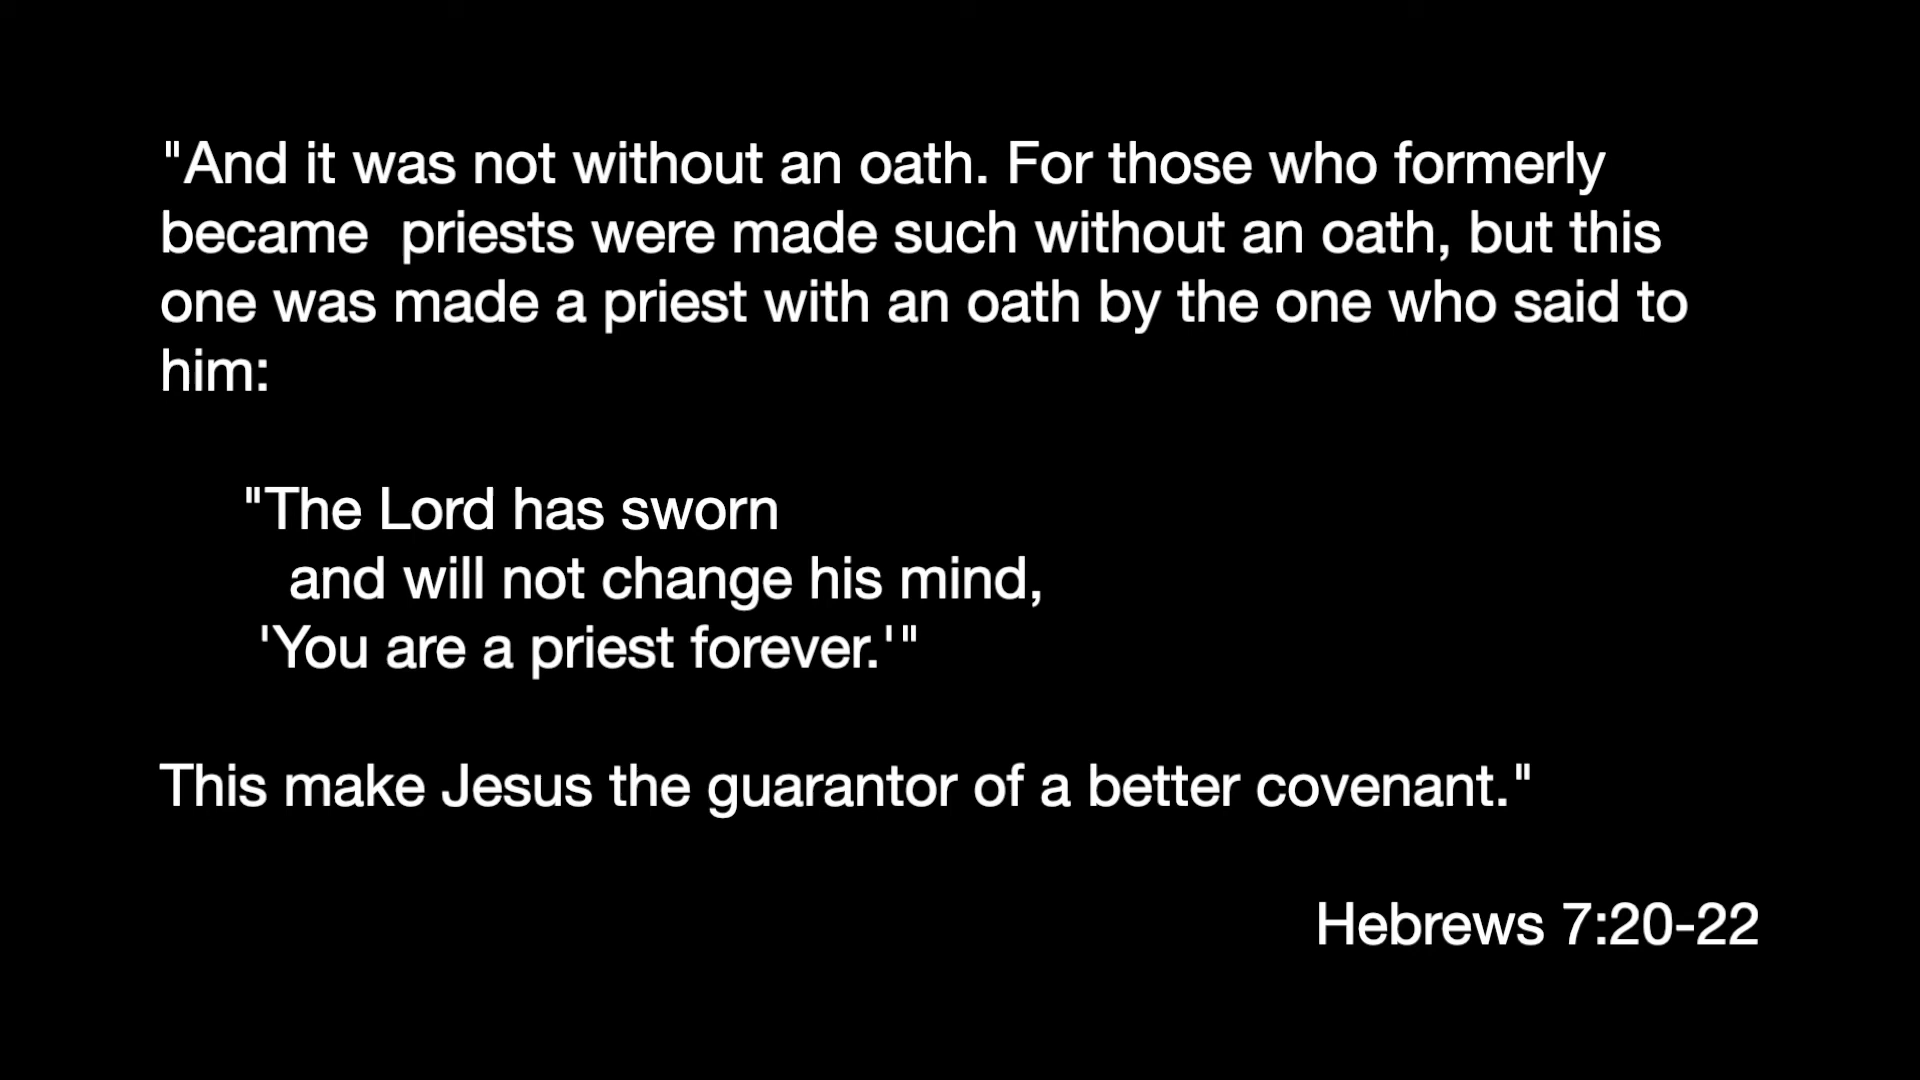 "And it was not without an oath. For those who formerly
became  priests were made such without an oath, but this
one was made a priest with an oath by the one who said to
him:
"The Lord has sworn
and will not change his mind,
'You are a priest forever.'"
This make Jesus the guarantor of a better covenant."
Hebrews 7:20-22